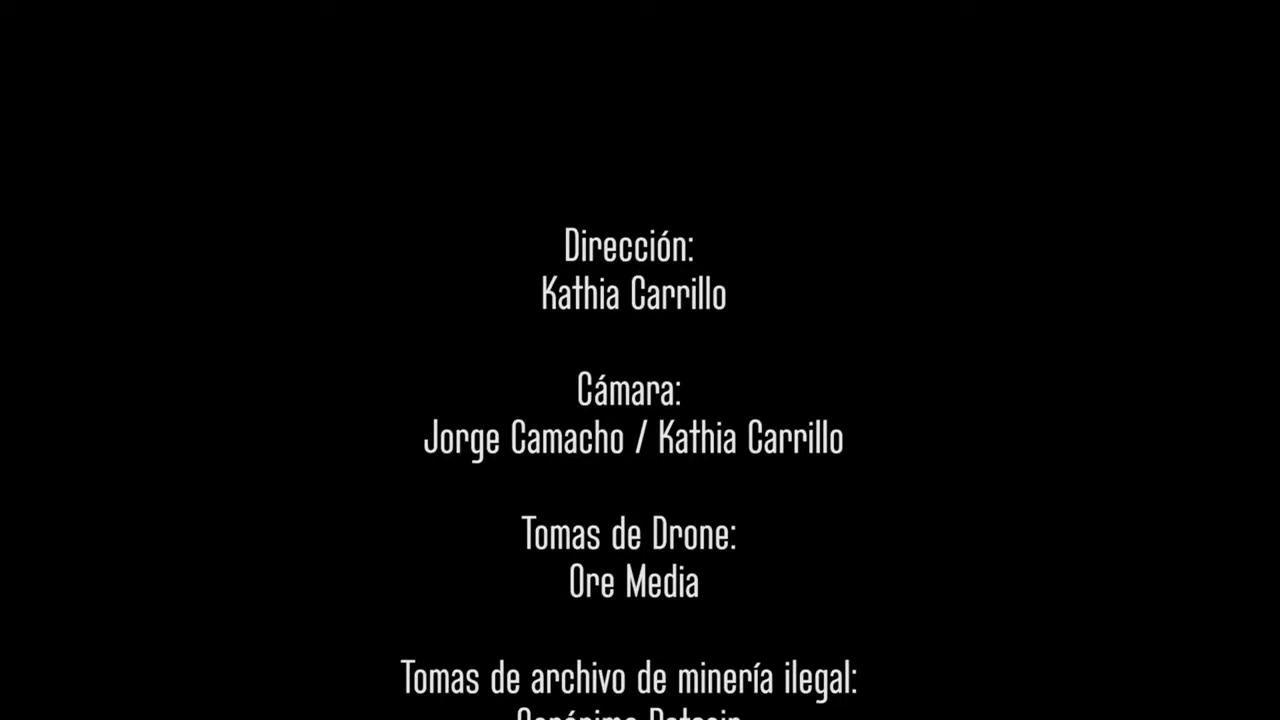 Dirección:
Kathia Carrillo
Cámara:
Jorge Camacho / Kathia Carrillo
Tomas de Drone:
Ore Media
Tomas de archivo de minería ilegal: